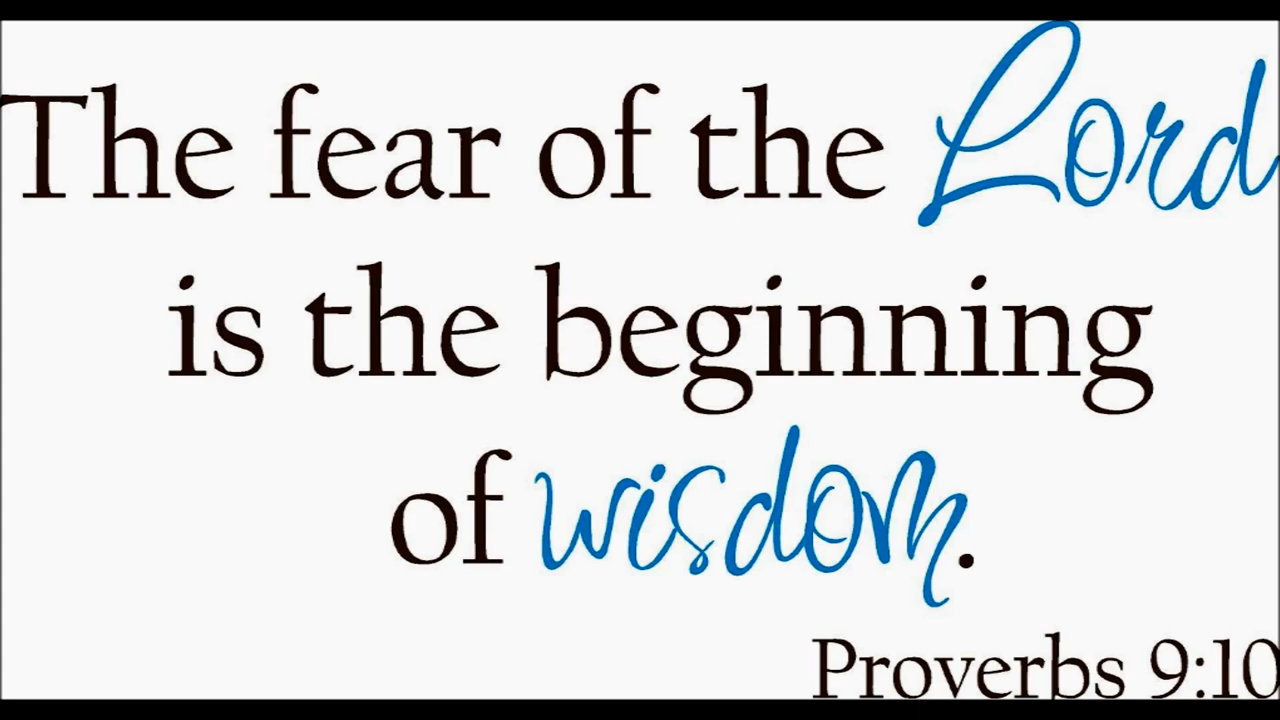 The fear of the Lord
is the beginning
of wisdom.
Proverbs 9:10